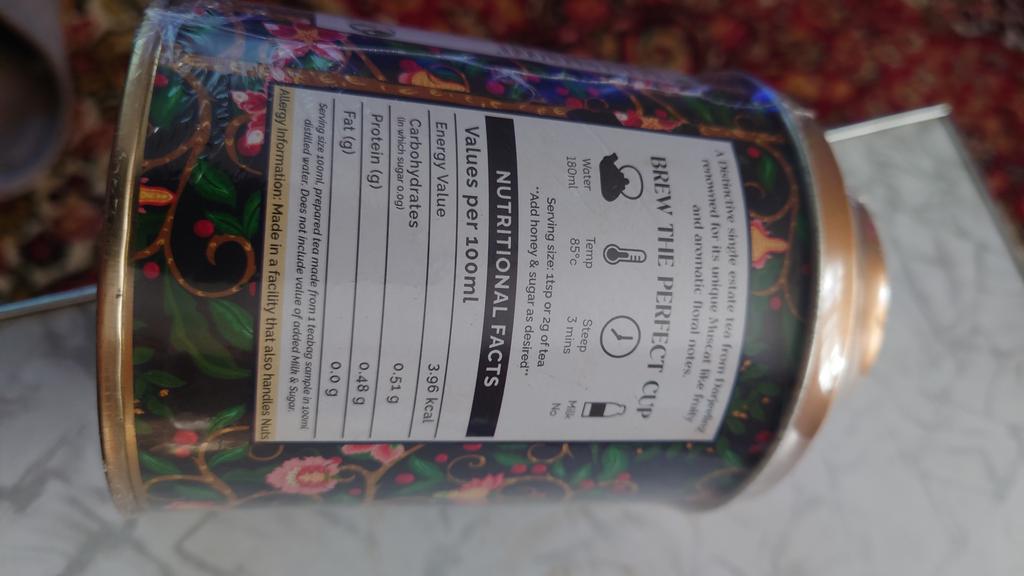 A Distinctive single estate tea from Darjeeling
renowned for its unique Muscat like fruity
and aromatic floral notes.
BREW THE PERFECT CUP
Water
180ml
Temp
85°c
Steep
3 mins
Milk
No
Serving size: 1tsp or 2g of tea
"Add honey & sugar as desired"
NUTRITIONAL FACTS
Values per 100ml
Energy Value 3.96 kcal
Carbohydrates 0.51 g
(In which sugar 0.0g)
Protein (g) 0.48 g
Fat (g) 0.0 g
Serving size 100ml, prepared tea made from 1 teabag sample in 100ml
distilled water. Does not include value of added Milk & Sugar.
Allergy Information: Made in a facility that also handles Nuts